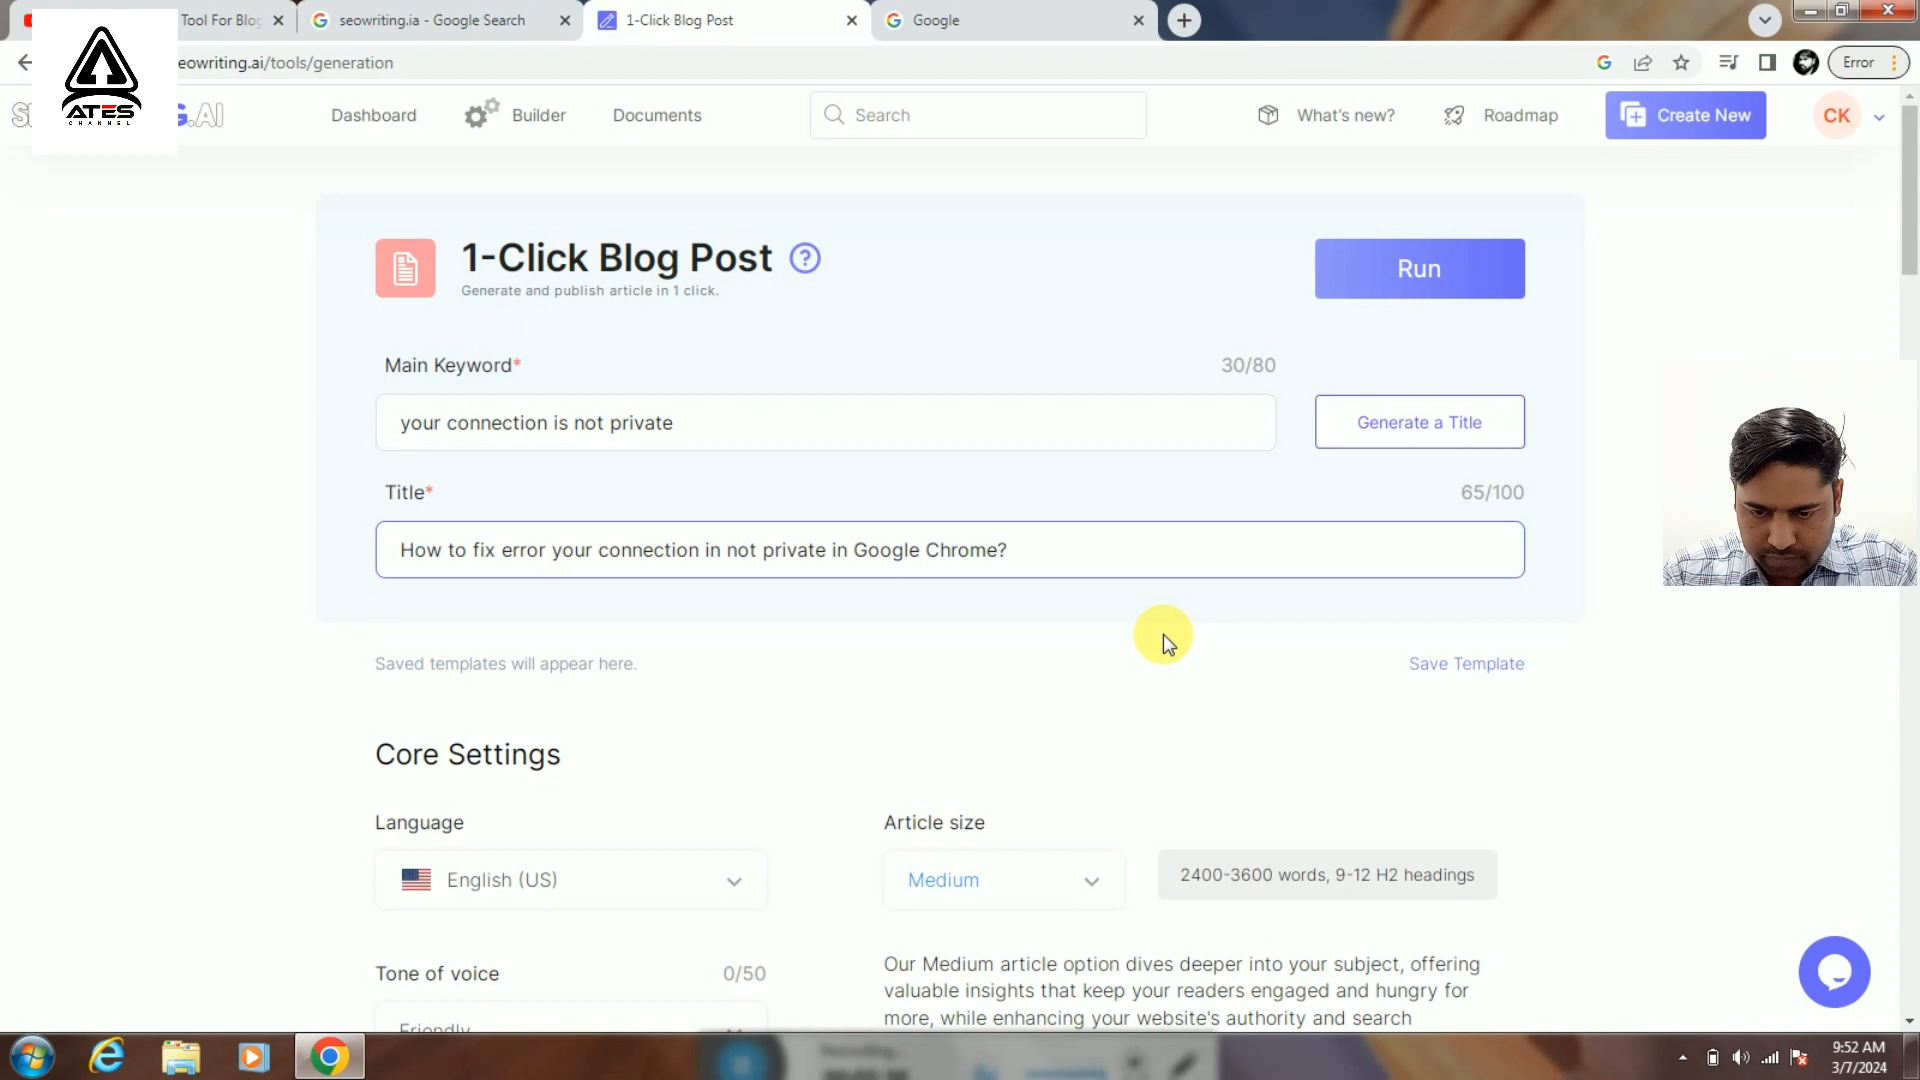 Tool For Blog
seowriting.ia - Google Search
1-Click Blog Post
Google
eowriting.ai/tools/generation
Error
ATES
CHANNEL
G.AI
Dashboard
Builder
Documents
Search
What's new?
Roadmap
Create New
CK
1-Click Blog Post
Generate and publish article in 1 click.
Run
Main Keyword*
30/80
your connection is not private
Generate a Title
Title*
65/100
How to fix error your connection in not private in Google Chrome?
Saved templates will appear here.
Save Template
Core Settings
Language
Article size
English (US)
Medium
2400-3600 words, 9-12 H2 headings
Tone of voice
0/50
Our Medium article option dives deeper into your subject, offering
valuable insights that keep your readers engaged and hungry for
more, while enhancing your website's authority and search
Friendly
9:52 AM
3/7/2024